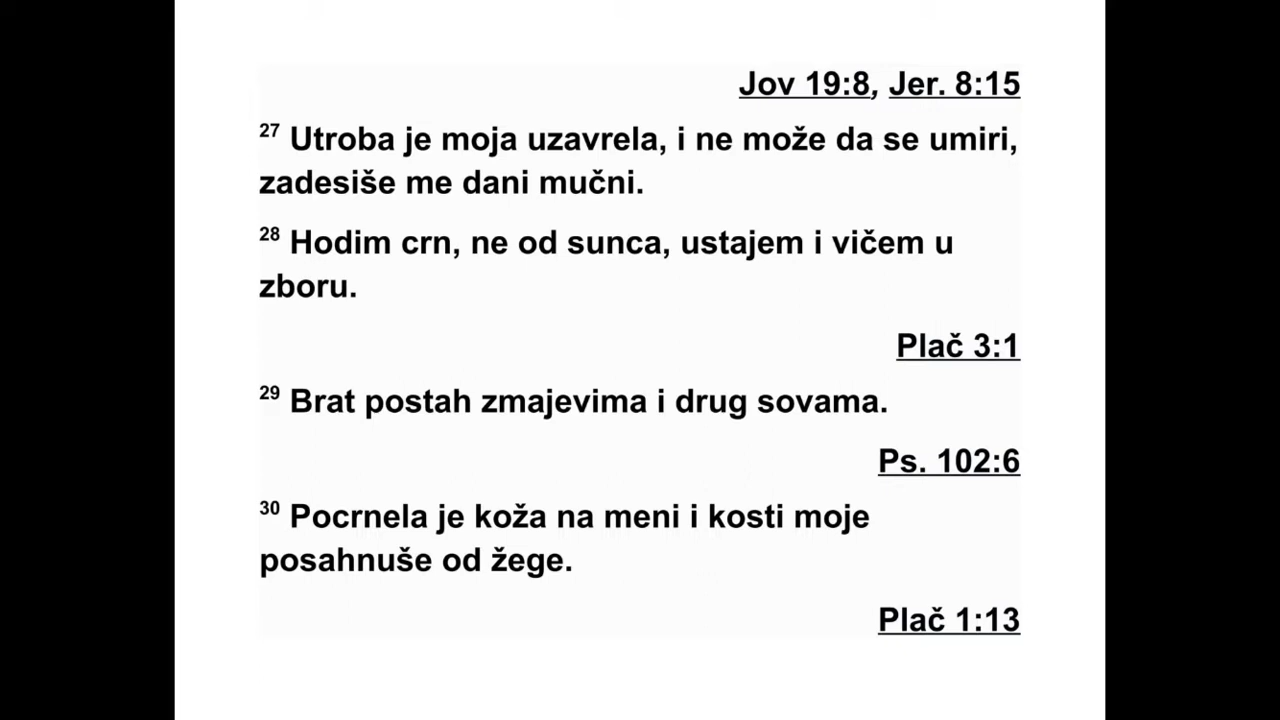 Jov 19:8, Jer. 8:15
27 Utroba je moja uzavrela, i ne može da se umiri,
zadesiše me dani mučni.
28 Hodim crn, ne od sunca, ustajem i vičem u
zboru.
Plač 3:1
29 Brat postah zmajevima i drug sovama.
Ps. 102:6
30 Pocrnela je koža na meni i kosti moje
posahnuše od žege.
Plač 1:13